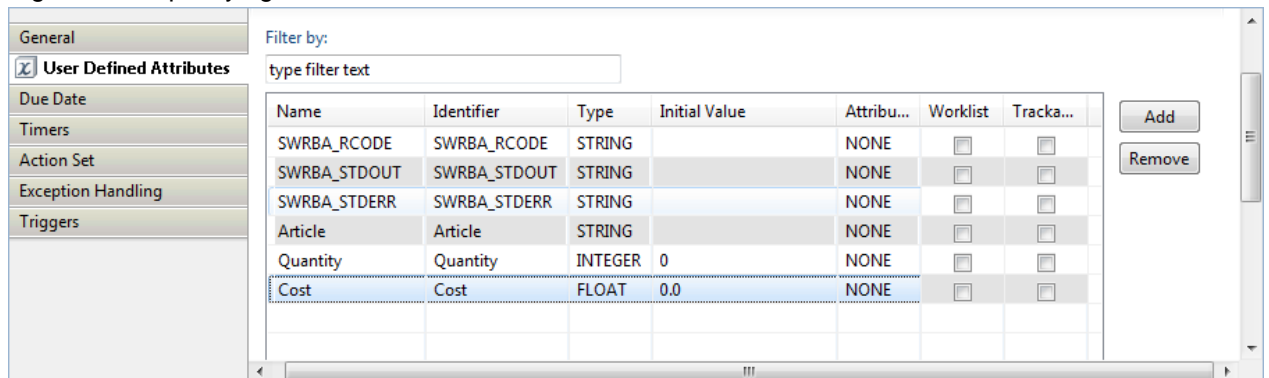 General
User Defined Attributes
Due Date
Timers
Action Set
Exception Handling
Triggers
Filter by:
type filter text
Name Identifier Type Initial Value Attribu... Worklist Tracka...
SWRBA_RCODE SWRBA_RCODE STRING NONE
SWRBA_STDOUT SWRBA_STDOUT STRING NONE
SWRBA_STDERR SWRBA_STDERR STRING NONE
Article Article STRING NONE
Quantity Quantity INTEGER 0 NONE
Cost Cost FLOAT 0.0 NONE
Add
Remove